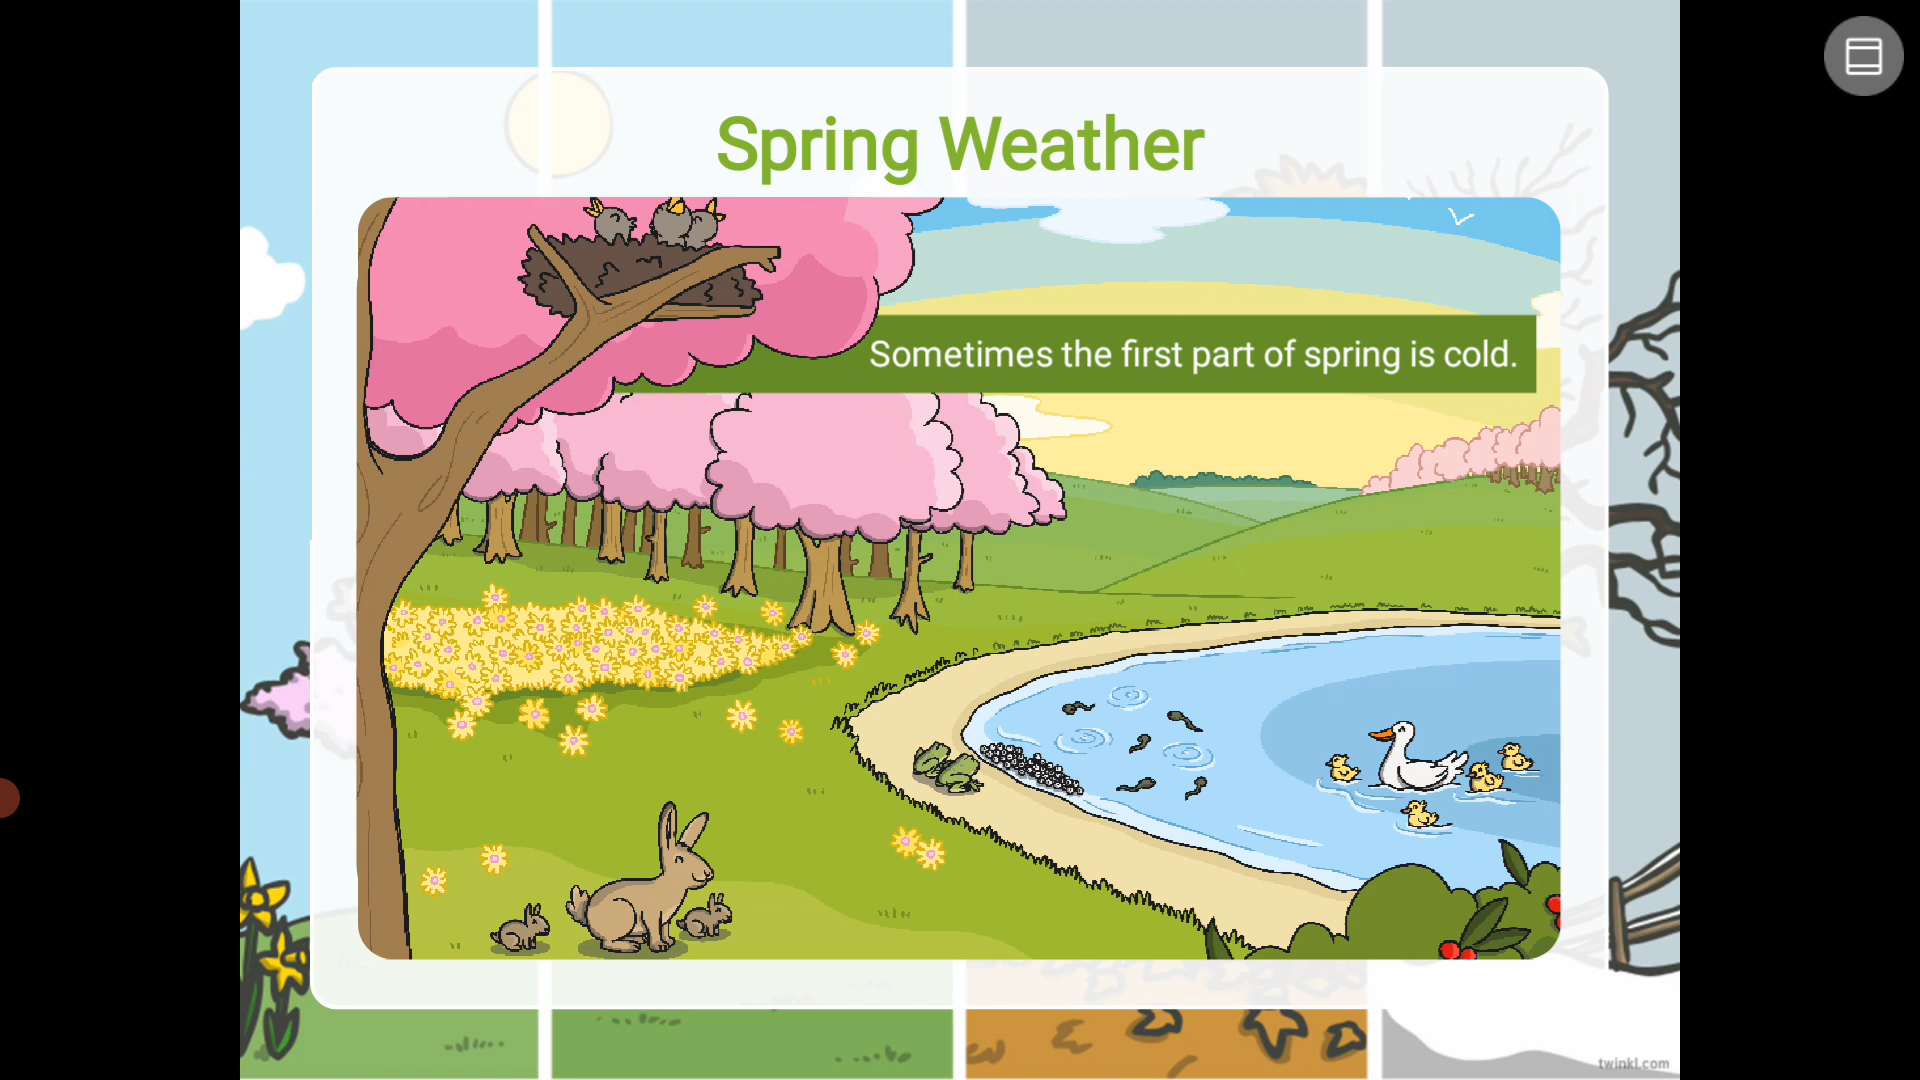 Spring Weather
Sometimes the first part of spring is cold.
twinkl.com